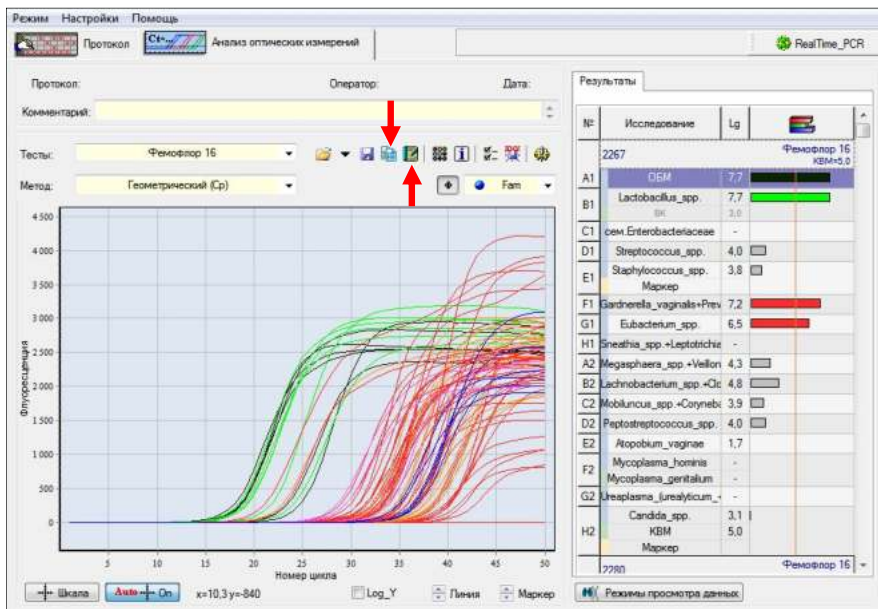 Режим Настройки Помощь
Протокол
Ct=...
Анализ оптических измерений
RealTime_PCR
Протокол: Оператор: Дата:
Комментарий:
Тесты: Фемофлор 16
Метод: Геометрический (Cp) Fam
4 500
4 000
3 500
3 000
2 500
2 000
1 500
1 000
500
0
Флуоресценция
5 10 15 20 25 30 35 40 45 50
Номер цикла
Шкала Auto On x=10,3 y=-840 Log_Y Линия Маркер
Результаты
№ Исследование Lg
2267 Фемофлор 16
КВМ=5,0
A1 ОБМ 7,7
B1 Lactobacillus_spp. 7,7
ВК 3,0
C1 сем.Enterobacteriaceae -
D1 Streptococcus_spp. 4,0
E1 Staphylococcus_spp. 3,8
Маркер
F1 Gardnerella_vaginalis+Prev 7,2
G1 Eubacterium_spp. 6,5
H1 Sneathia_spp.+Leptotrichia -
A2 Megasphaera_spp.+Veillon 4,3
B2 Lachnobacterium_spp.+Clo 4,8
C2 Mobiluncus_spp.+Coryneba 3,9
D2 Peptostreptococcus_spp. 4,0
E2 Atopobium_vaginae 1,7
F2 Mycoplasma_hominis -
Mycoplasma_genitalium -
G2 Ureaplasma_(urealyticum_+ -
H2 Candida_spp. 3,1
КВМ 5,0
Маркер
2280 Фемофлор 16
Режимы просмотра данных